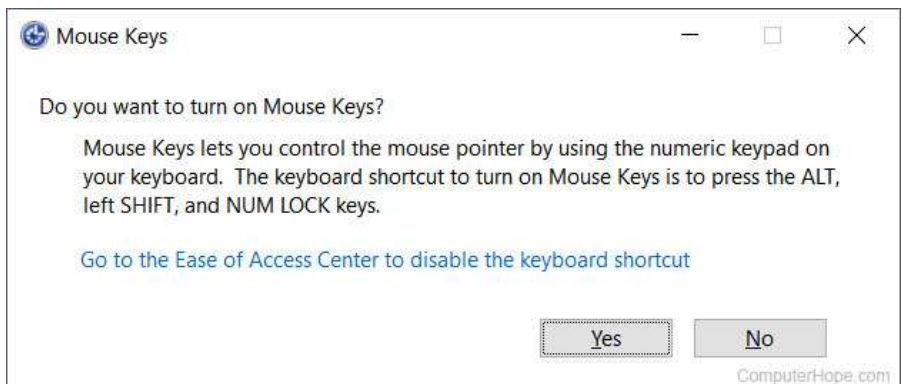 Mouse Keys
Do you want to turn on Mouse Keys?
Mouse Keys lets you control the mouse pointer by using the numeric keypad on
your keyboard.  The keyboard shortcut to turn on Mouse Keys is to press the ALT,
left SHIFT, and NUM LOCK keys.
Go to the Ease of Access Center to disable the keyboard shortcut
Yes No
ComputerHope.com